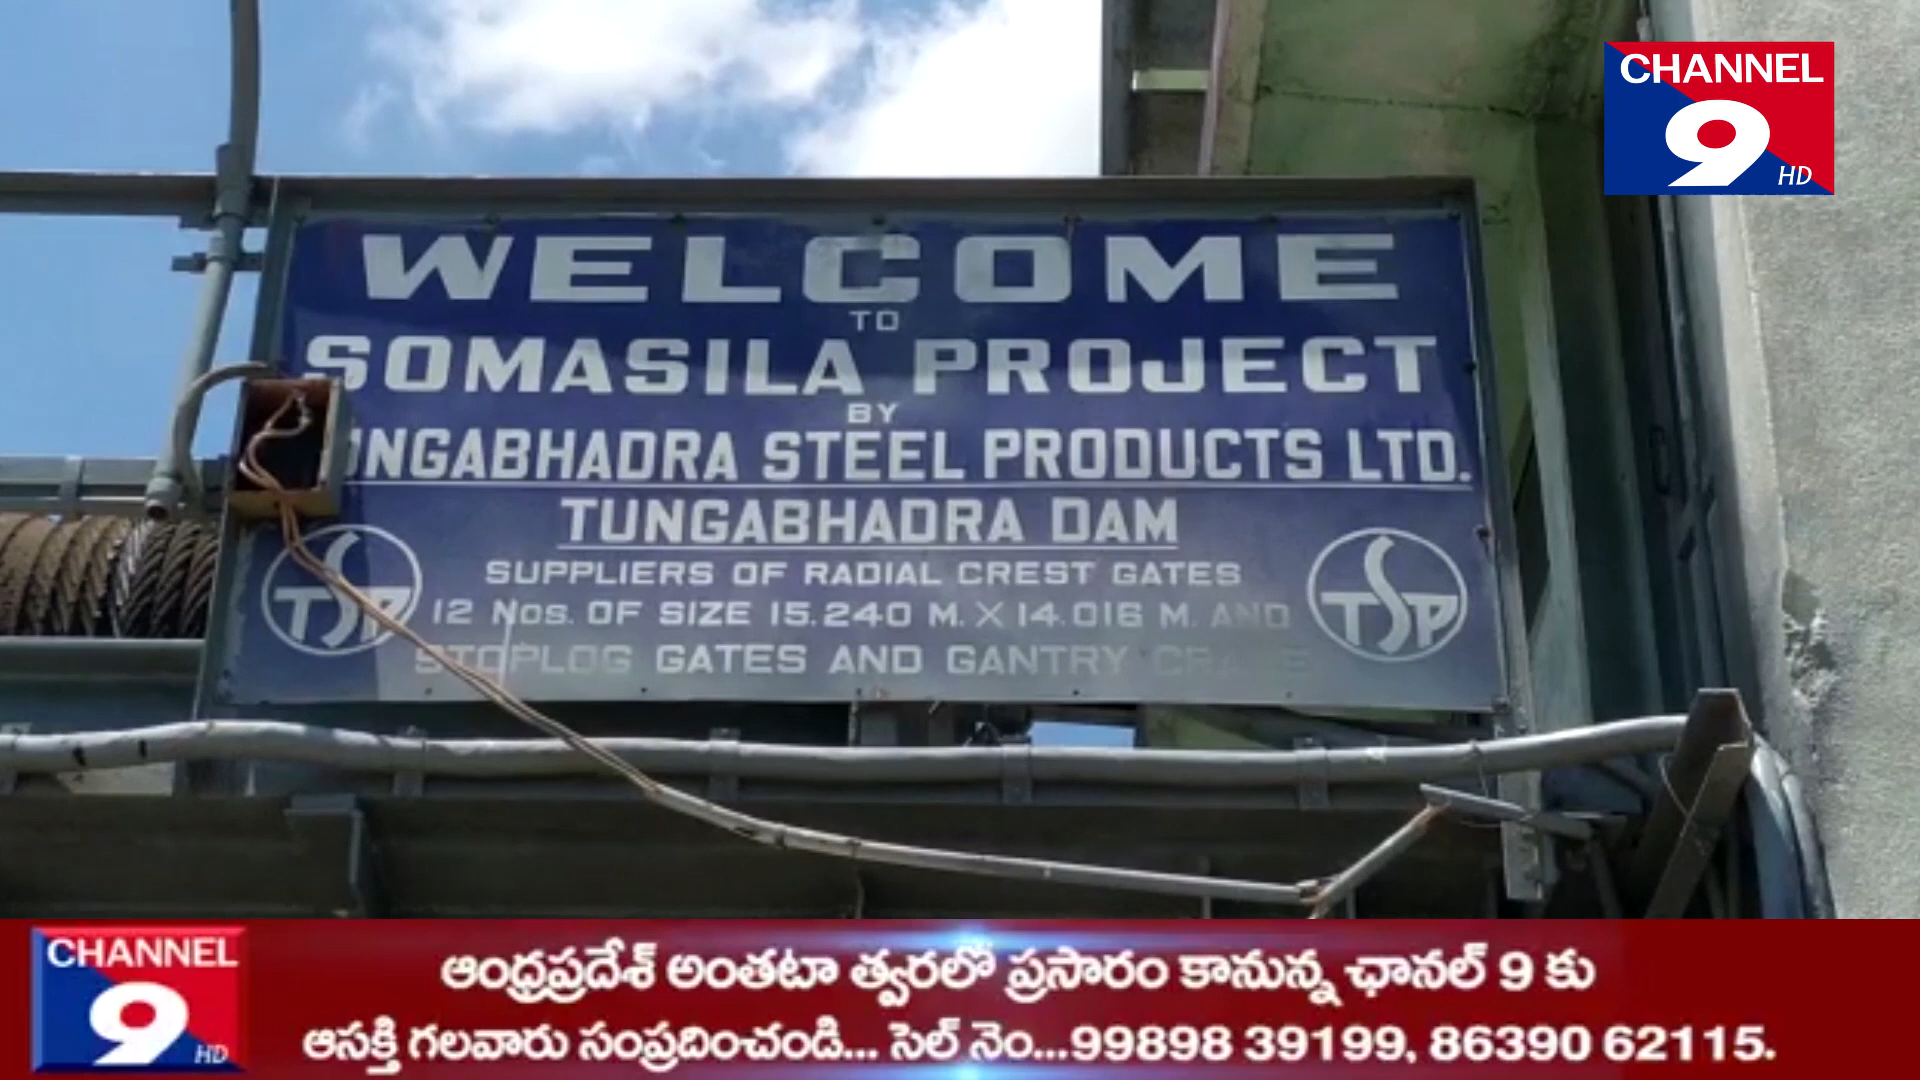 CHANNEL
9
HD
WELCOME
TO
SOMASILA PROJECT
BY
STEEL PRODUCTS LTD.
TUNGABHADRA DAM
SUPPLIERS OF RADIAL CREST GATES
12 Nos. OF SIZE 15.240 M. X 14.016 M. AND
STOPLOG GATES AND GANTRY
TSP
TSP
CHANNEL
9
HD
ఆంధ్రప్రదేశ్ అంతటా త్వరలో ప్రసారం కానున్న ఛానల్ 9 కు
ఆసక్తి గలవారు సంప్రదించండి... సెల్ నెం...99898 39199, 86390 62115.